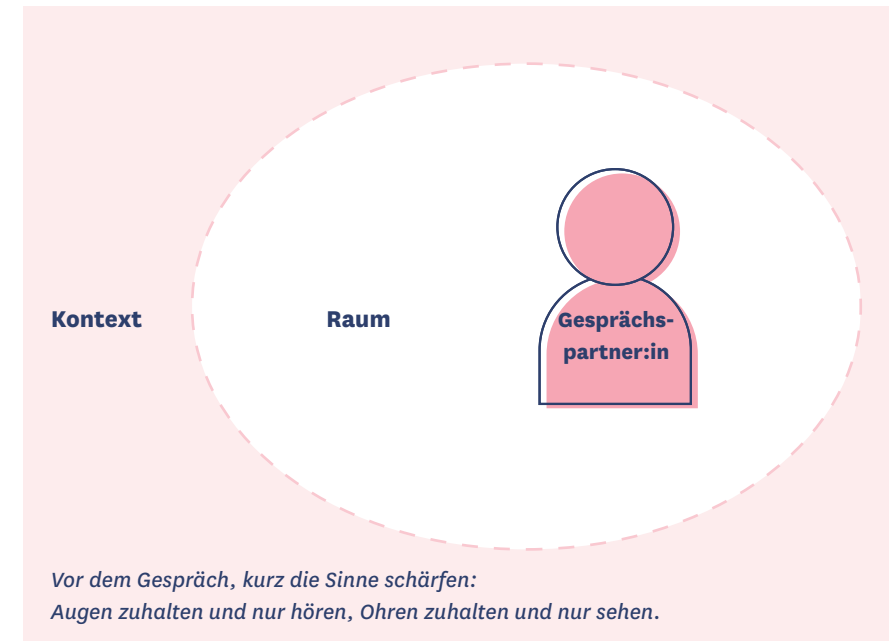 Kontext
Raum
Gesprächs-
partner:in
Vor dem Gespräch, kurz die Sinne schärfen:
Augen zuhalten und nur hören, Ohren zuhalten und nur sehen.